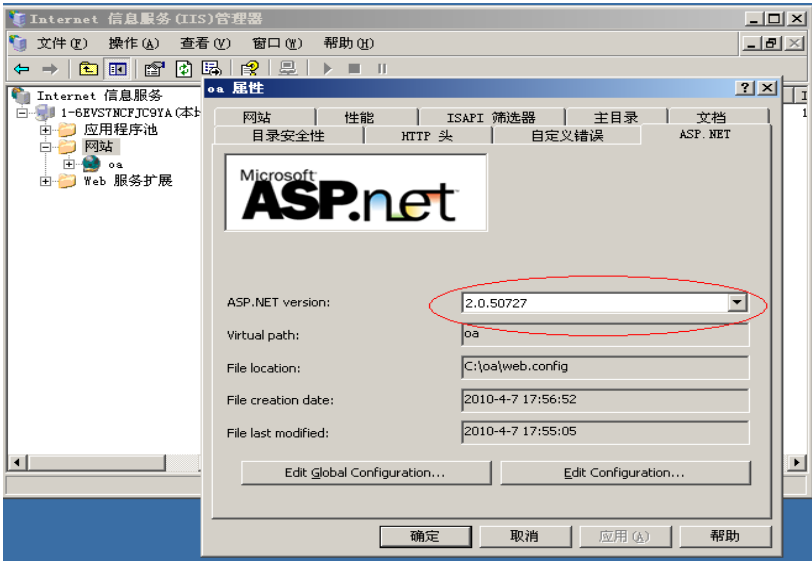 Internet 信息服务(IIS)管理器
文件(F) 操作(A) 查看(V) 窗口(W) 帮助(H)
Internet 信息服务
1-6EVS7NCFJC9YA(本
应用程序池
网站
oa
Web 服务扩展
oa 属性
网站 性能 ISAPI 筛选器 主目录 文档
目录安全性 HTTP 头 自定义错误 ASP.NET
Microsoft
ASP.net
ASP.NET version: 2.0.50727
Virtual path: oa
File location: C:\oa\web.config
File creation date: 2010-4-7 17:56:52
File last modified: 2010-4-7 17:55:05
Edit Global Configuration... Edit Configuration...
确定 取消 应用(A) 帮助